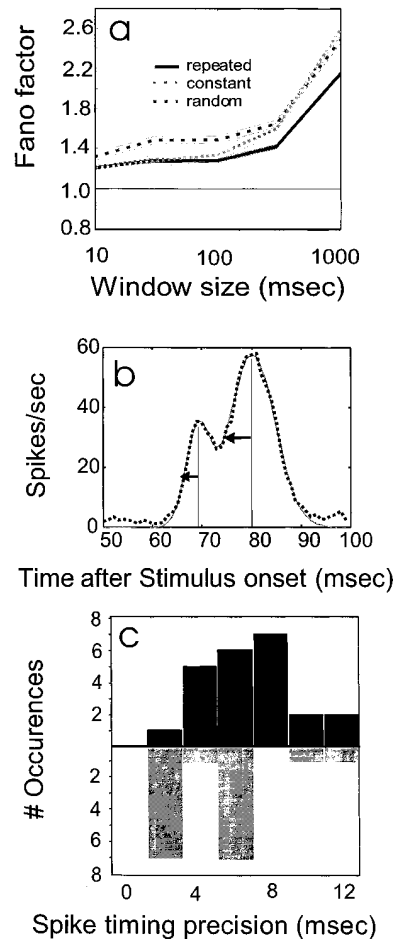 a
Fano factor
2.6
2.2
1.8
1.4
1.0
0.8
repeated
constant
random
10 100 1000
Window size (msec)
b
Spikes/sec
60
40
20
0
50 60 70 80 90 100
Time after Stimulus onset (msec)
c
# Occurences
8
6
4
2
2
4
6
8
0 4 8 12
Spike timing precision (msec)